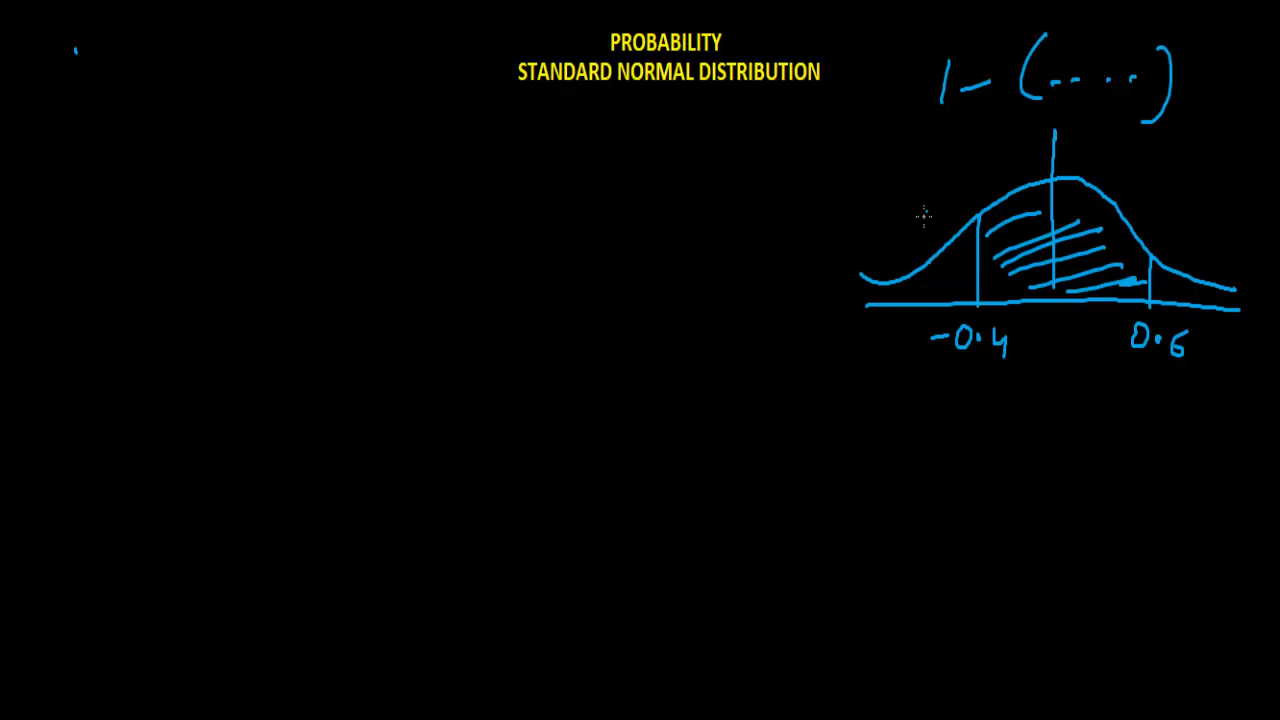 PROBABILITY
STANDARD NORMAL DISTRIBUTION
1 - (....)
-0.4 0.6